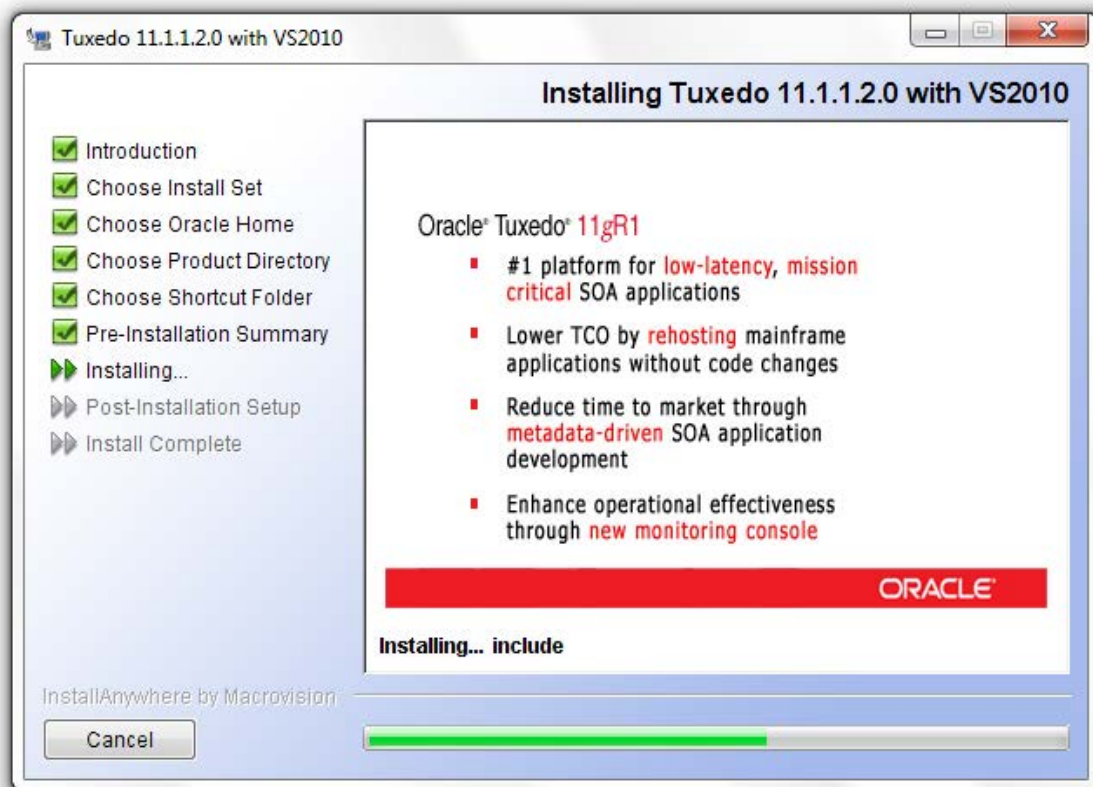 Tuxedo 11.1.1.2.0 with VS2010
Installing Tuxedo 11.1.1.2.0 with VS2010
Introduction
Choose Install Set
Choose Oracle Home
Choose Product Directory
Choose Shortcut Folder
Pre-Installation Summary
Installing...
Post-Installation Setup
Install Complete
Oracle® Tuxedo® 11gR1
#1 platform for low-latency, mission
critical SOA applications
Lower TCO by rehosting mainframe
applications without code changes
Reduce time to market through
metadata-driven SOA application
development
Enhance operational effectiveness
through new monitoring console
ORACLE®
Installing... include
InstallAnywhere by Macrovision
Cancel